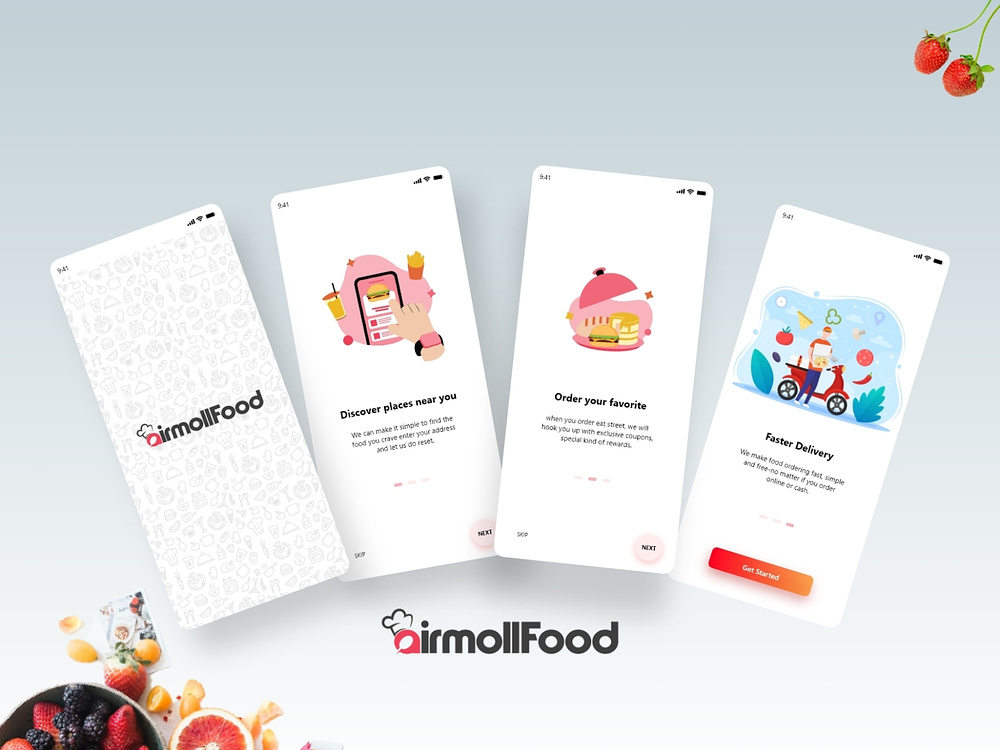 9:41
airmollFood
9:41
Discover places near you
We can make it simple to find the
food you crave enter your address
and let us do reset.
SKIP
NEXT
9:41
Order your favorite
when you order eat street, we will
hook you up with exclusive coupons,
special kind of rewards.
SKIP
NEXT
9:41
Faster Delivery
We make food ordering fast, simple
and free-no matter if you order
online or cash.
Get Started
airmollFood